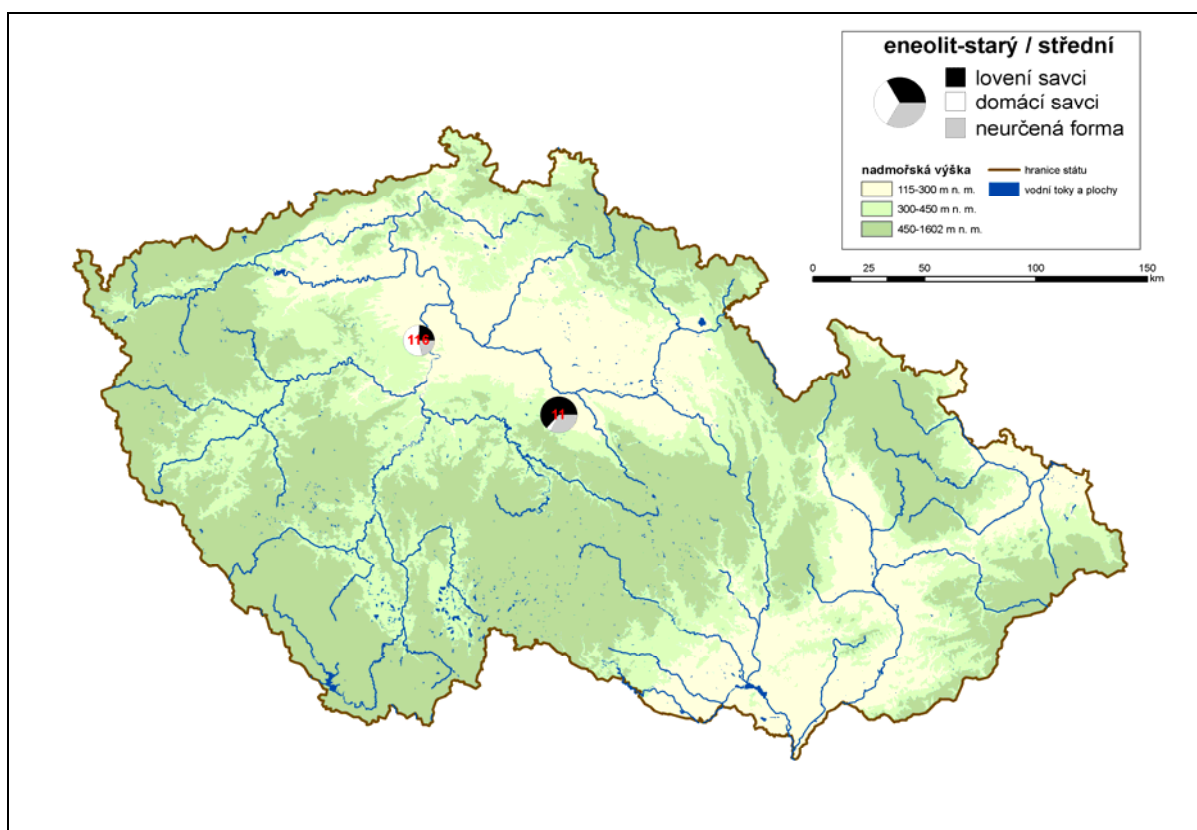 eneolit-starý / střední
lovení savci
domácí savci
neurčená forma
nadmořská výška
115-300 m n. m.
300-450 m n. m.
450-1602 m n. m.
hranice státu
vodní toky a plochy
0 25 50 100 150
km
116
11